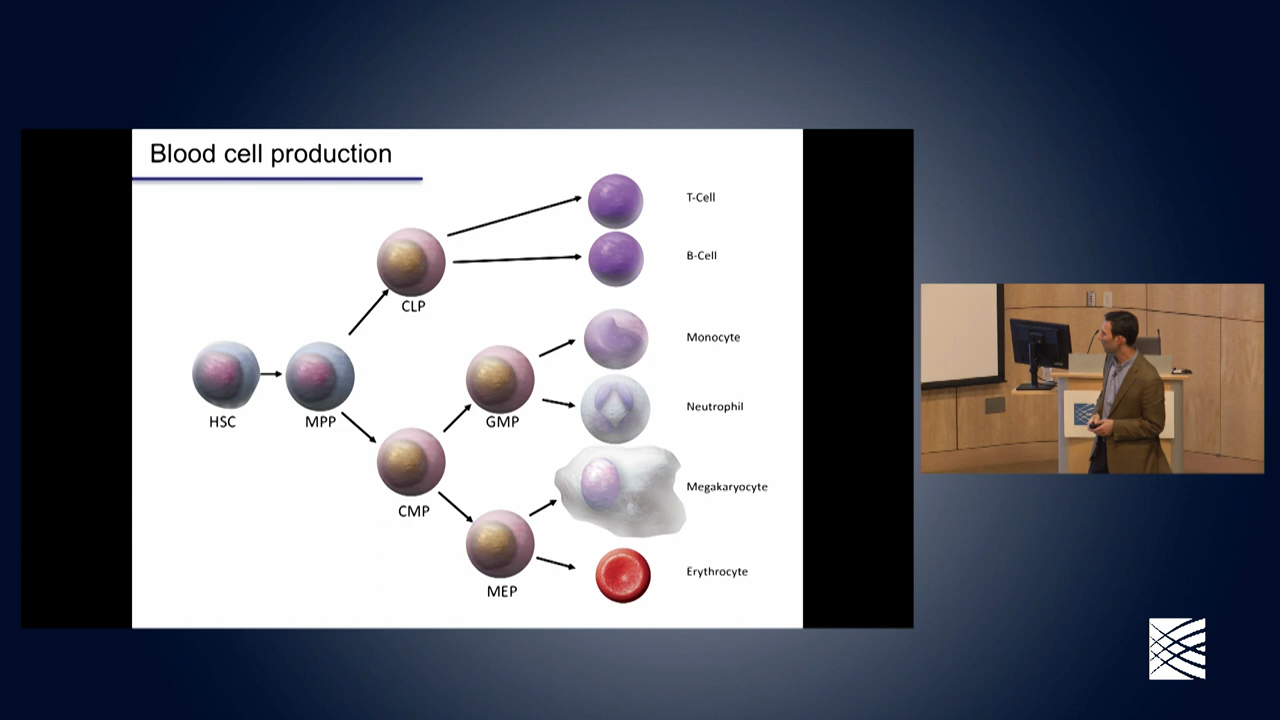 Blood cell production
T-Cell
B-Cell
CLP
Monocyte
HSC
MPP
GMP
Neutrophil
CMP
Megakaryocyte
MEP
Erythrocyte